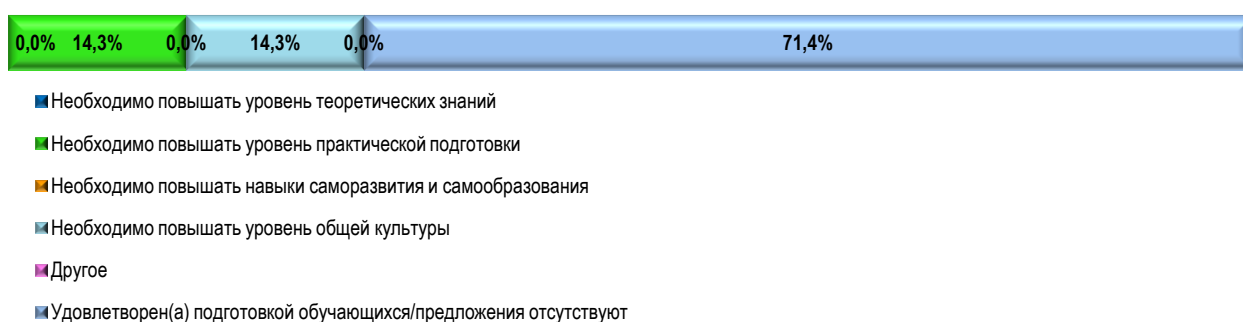 0,0% 14,3% 0,0% 14,3% 0,0% 71,4%
Необходимо повышать уровень теоретических знаний
Необходимо повышать уровень практической подготовки
Необходимо повышать навыки саморазвития и самообразования
Необходимо повышать уровень общей культуры
Другое
Удовлетворен(а) подготовкой обучающихся/предложения отсутствуют